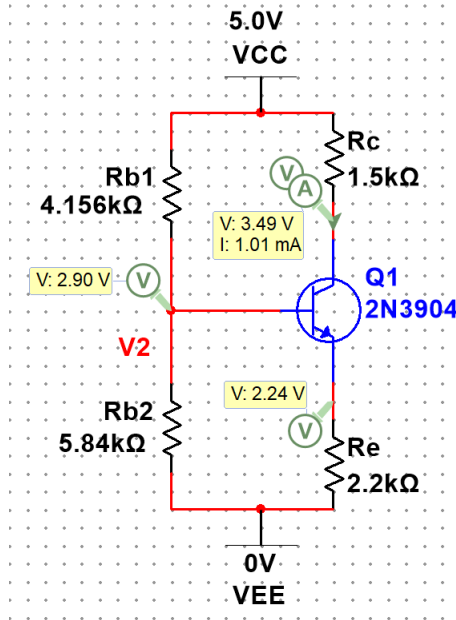 5.0V
VCC
Rc
1.5kΩ
Rb1
4.156kΩ
V
A
V: 3.49 V
I: 1.01 mA
V: 2.90 V
V
Q1
2N3904
V2
V: 2.24 V
Rb2
5.84kΩ
V
Re
2.2kΩ
0V
VEE